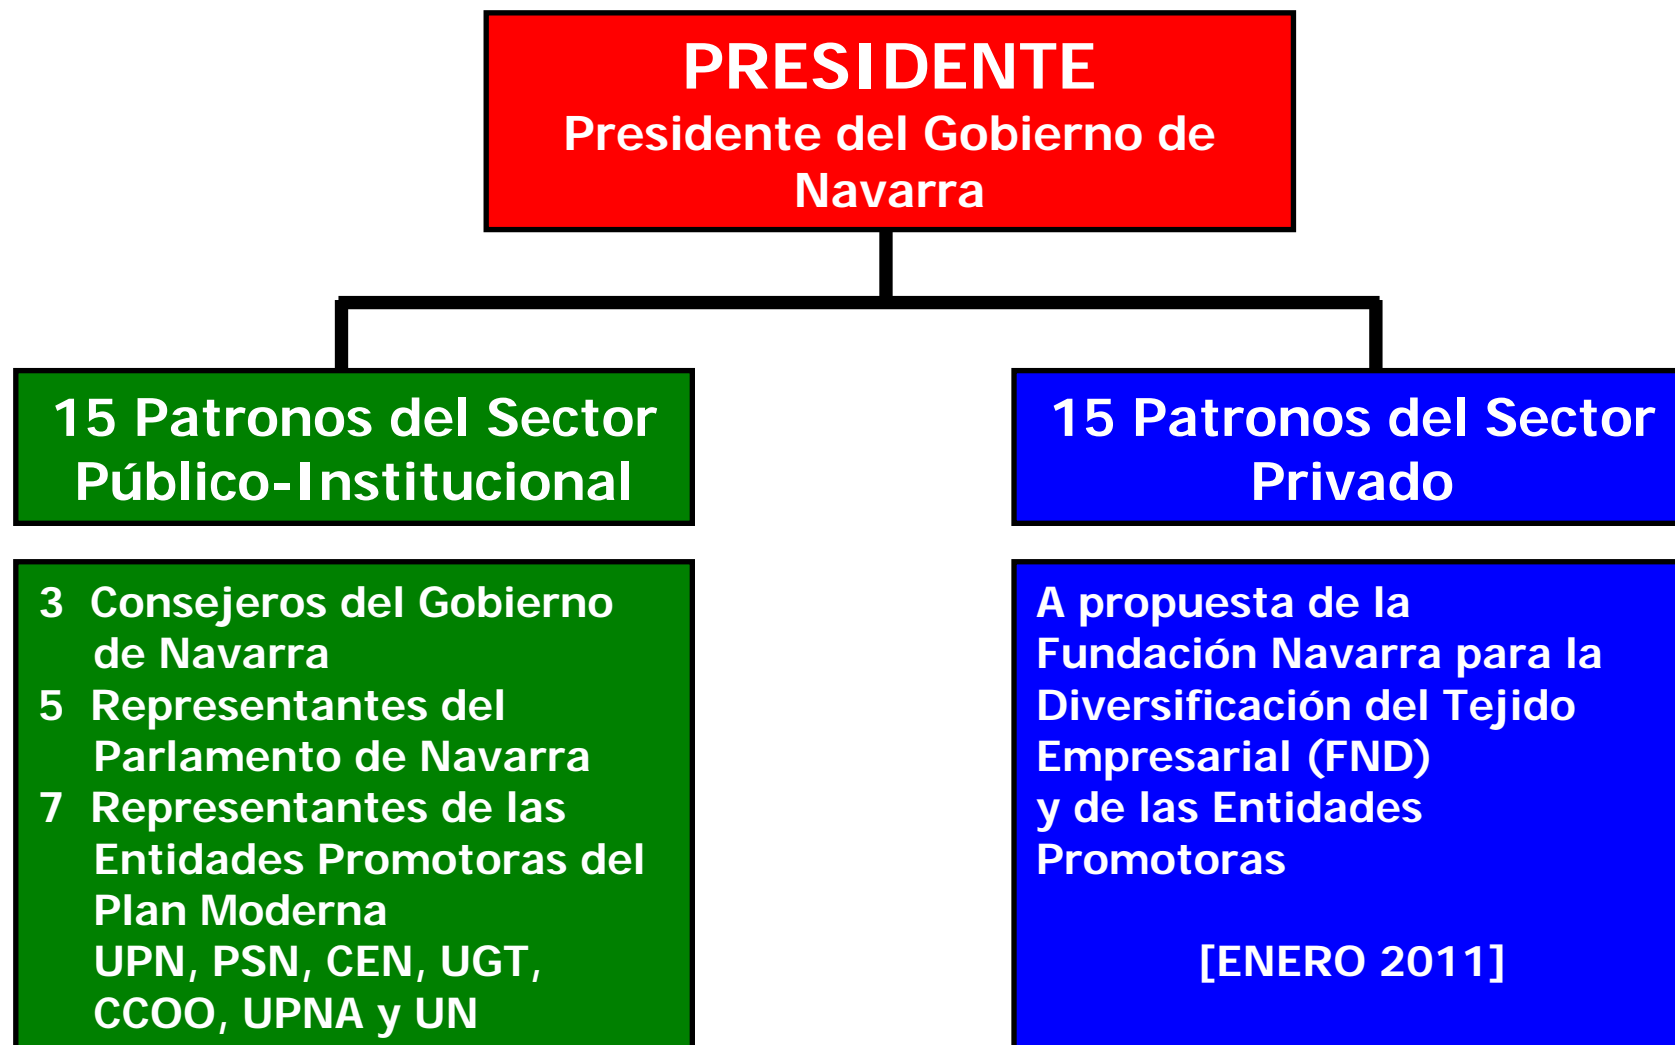 PRESIDENTE
Presidente del Gobierno de
Navarra
15 Patronos del Sector
Público-Institucional
3 Consejeros del Gobierno
de Navarra
5 Representantes del
Parlamento de Navarra
7 Representantes de las
Entidades Promotoras del
Plan Moderna
UPN, PSN, CEN, UGT,
CCOO, UPNA y UN
15 Patronos del Sector
Privado
A propuesta de la
Fundación Navarra para la
Diversificación del Tejido
Empresarial (FND)
y de las Entidades
Promotoras
[ENERO 2011]